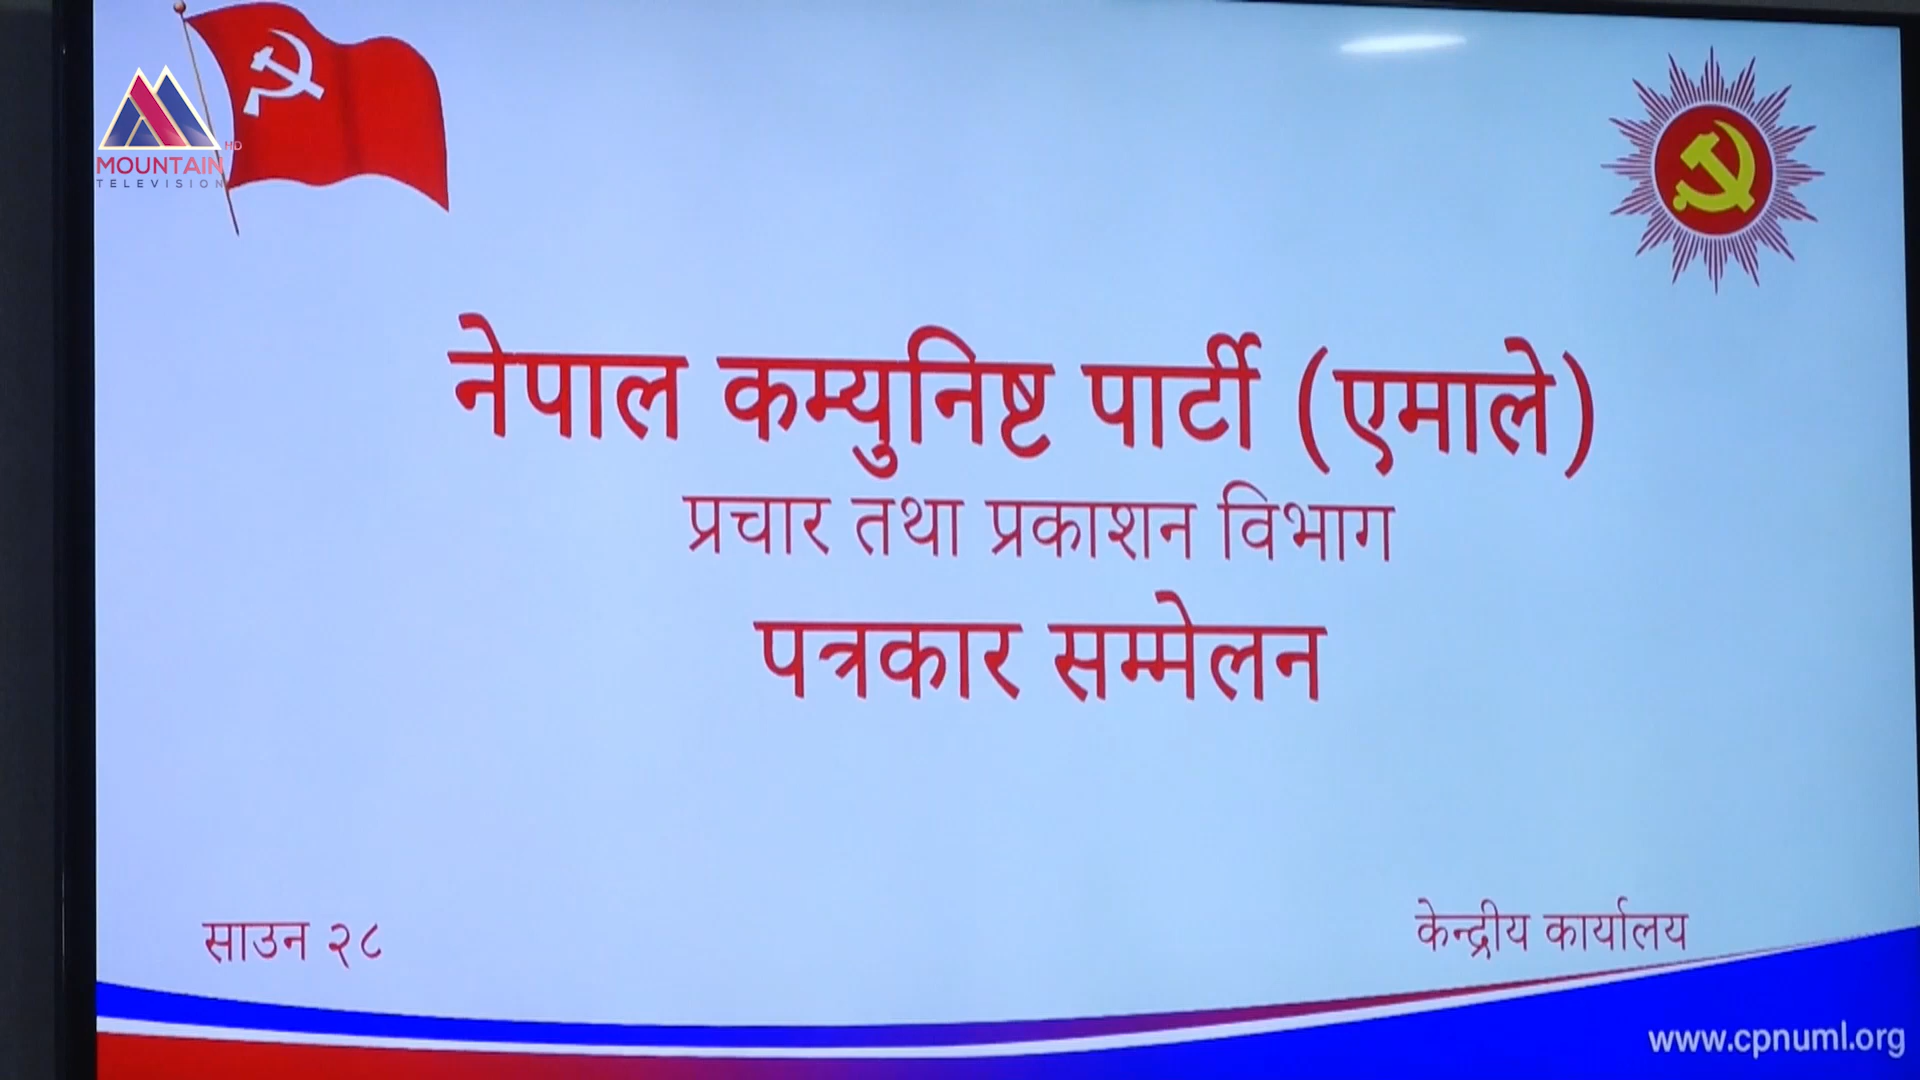 MOUNTAIN HD
TELEVISION
नेपाल कम्युनिष्ट पार्टी (एमाले)
प्रचार तथा प्रकाशन विभाग
पत्रकार सम्मेलन
साउन २८
केन्द्रीय कार्यालय
www.cpnuml.org